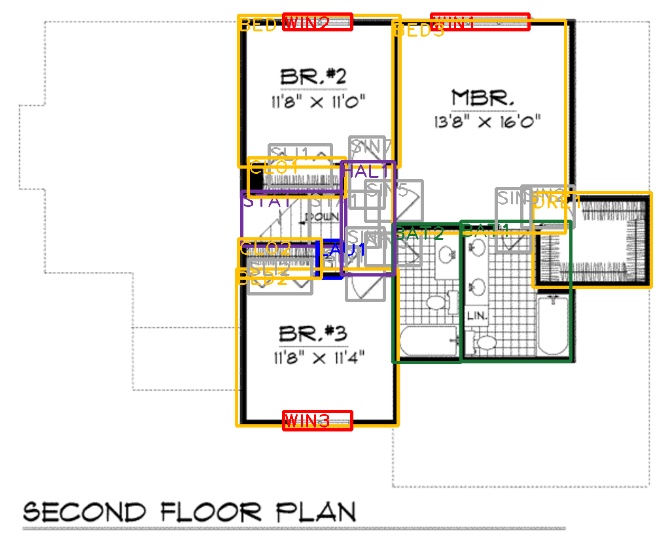 WIN2
WIN1
BED
BED3
BR.#2
11'8" X 11'0"
MBR.
13'8" X 16'0"
SLI1
SIN7
CLO1
HAL1
STA1
SIN5
SIN
DRE1
DOWN
BAT2
BAT1
CLO2
LAU1
BED2
LIN.
BR.#3
11'8" X 11'4"
WIN3
SECOND FLOOR PLAN